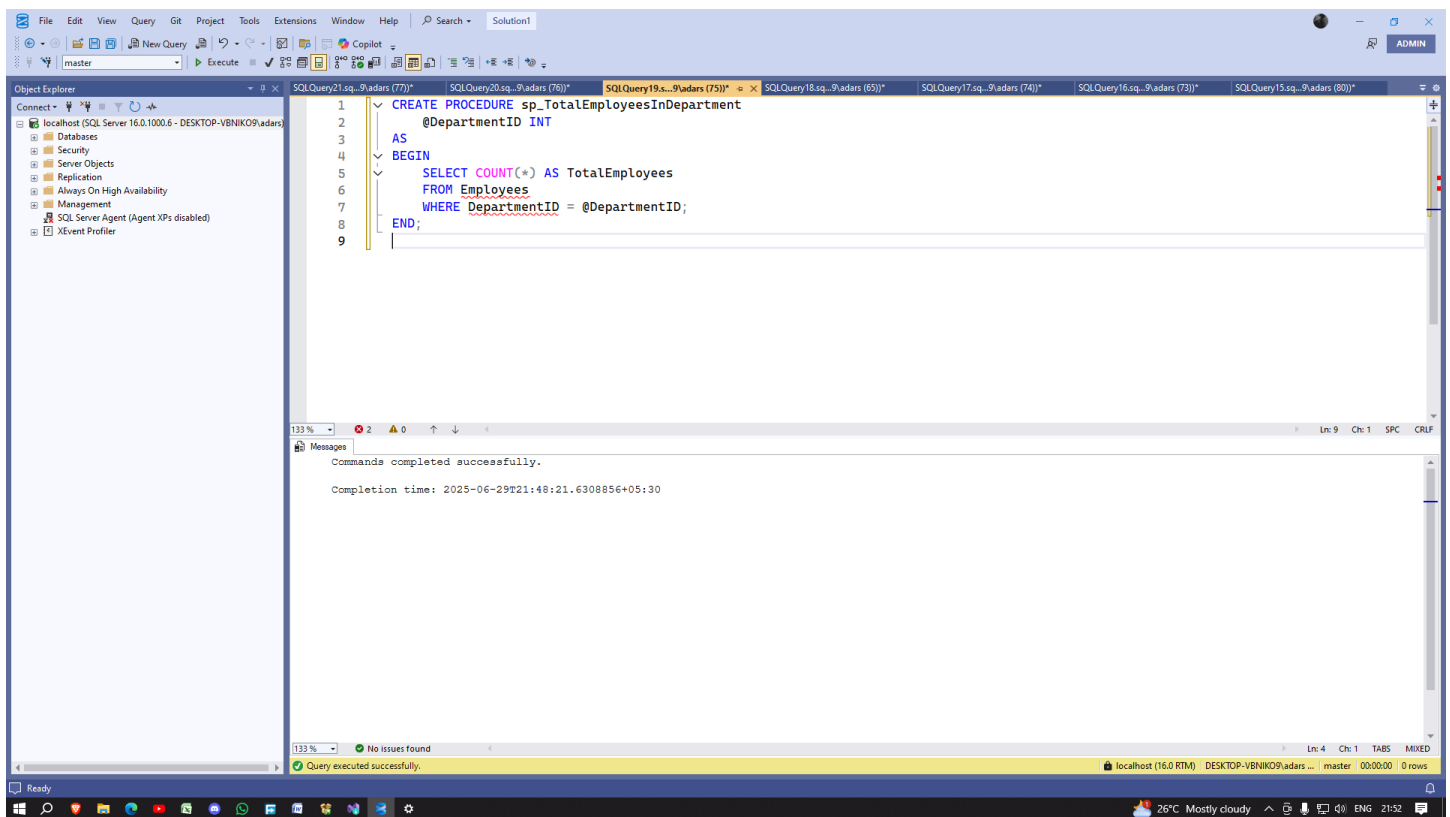 File Edit View Query Git Project Tools Extensions Window Help Search Solution1
New Query Copilot ADMIN
master Execute
Object Explorer
Connect
localhost (SQL Server 16.0.1000.6 - DESKTOP-VBNIKO9\adars)
Databases
Security
Server Objects
Replication
Always On High Availability
Management
SQL Server Agent (Agent XPs disabled)
XEvent Profiler
SQLQuery21.sq...9\adars (77))* SQLQuery20.sq...9\adars (76))* SQLQuery19.s...9\adars (75))* SQLQuery18.sq...9\adars (65))* SQLQuery17.sq...9\adars (74))* SQLQuery16.sq...9\adars (73))* SQLQuery15.sq...9\adars (80))*
1 CREATE PROCEDURE sp_TotalEmployeesInDepartment
2 @DepartmentID INT
3 AS
4 BEGIN
5 SELECT COUNT(*) AS TotalEmployees
6 FROM Employees
7 WHERE DepartmentID = @DepartmentID;
8 END;
9
133 % 2 0 Ln: 9 Ch: 1 SPC CRLF
Messages
Commands completed successfully.
Completion time: 2025-06-29T21:48:21.6308856+05:30
133 % No issues found Ln: 4 Ch: 1 TABS MIXED
Query executed successfully. localhost (16.0 RTM) DESKTOP-VBNIKO9\adars ... master 00:00:00 0 rows
Ready
26°C Mostly cloudy ENG 21:52